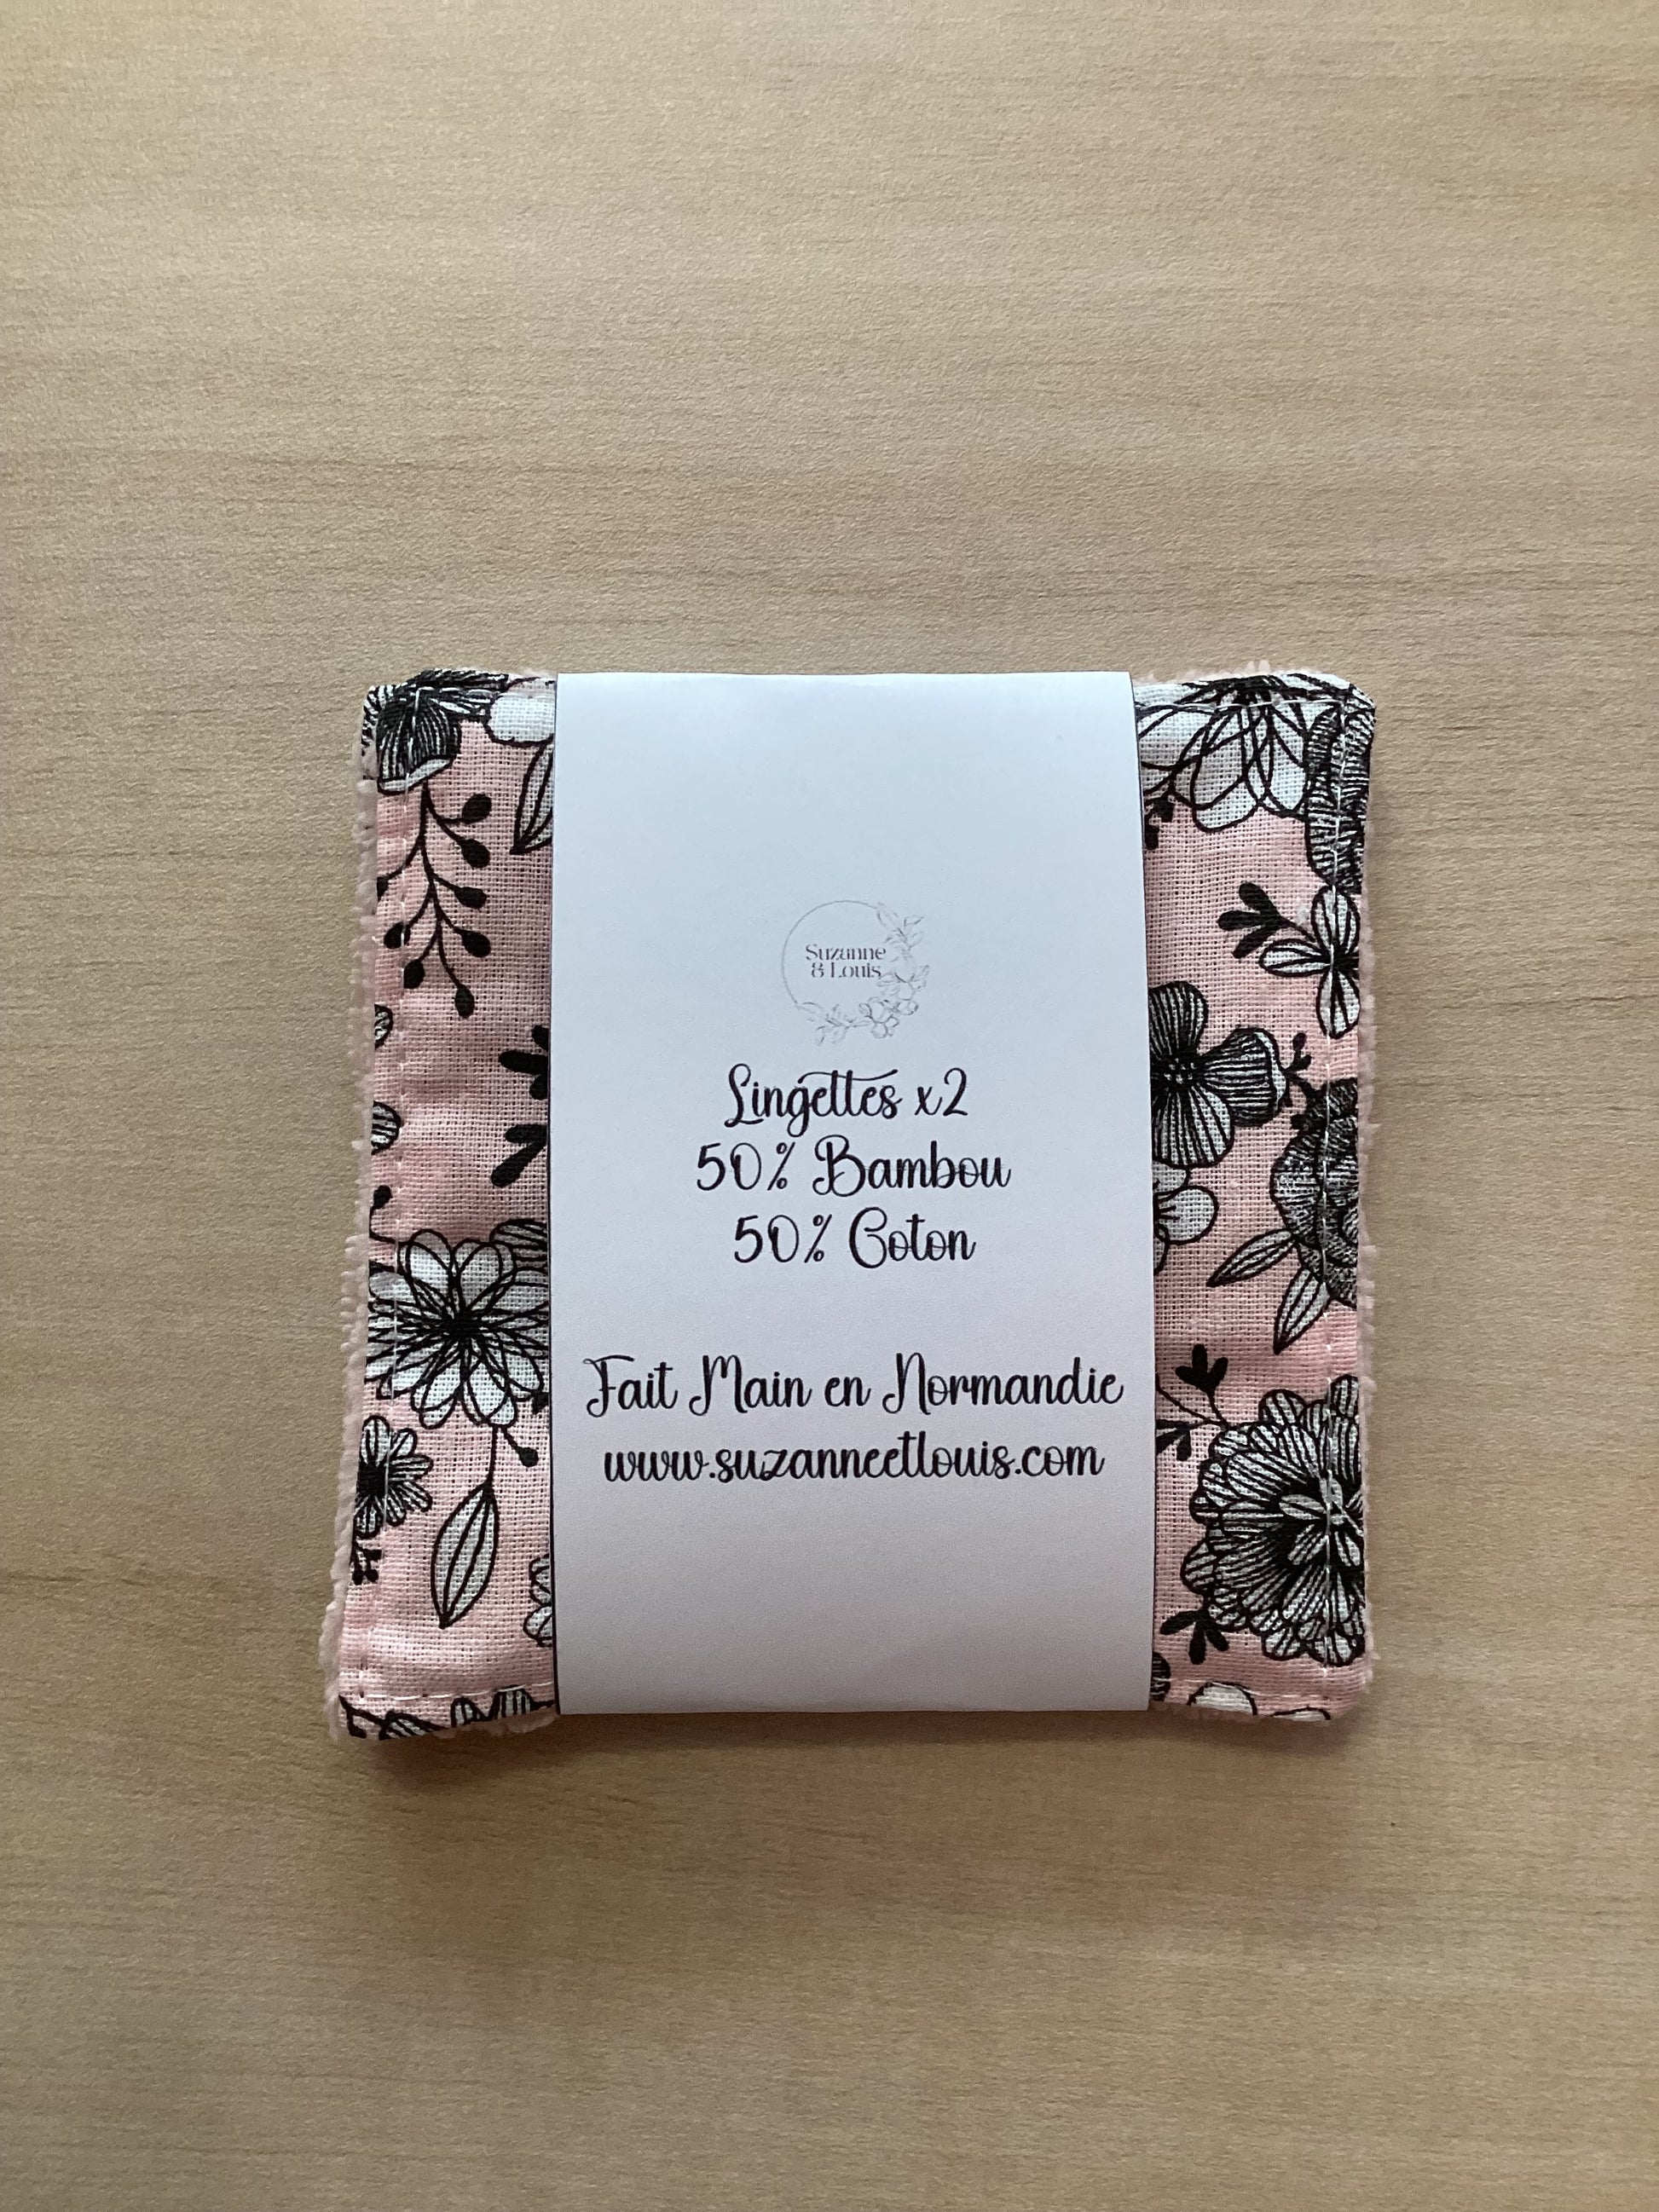 Suzanne
& Louis
Lingettes x2
50% Bambou
50% Coton
Fait Main en Normandie
www.suzanneetlouis.com